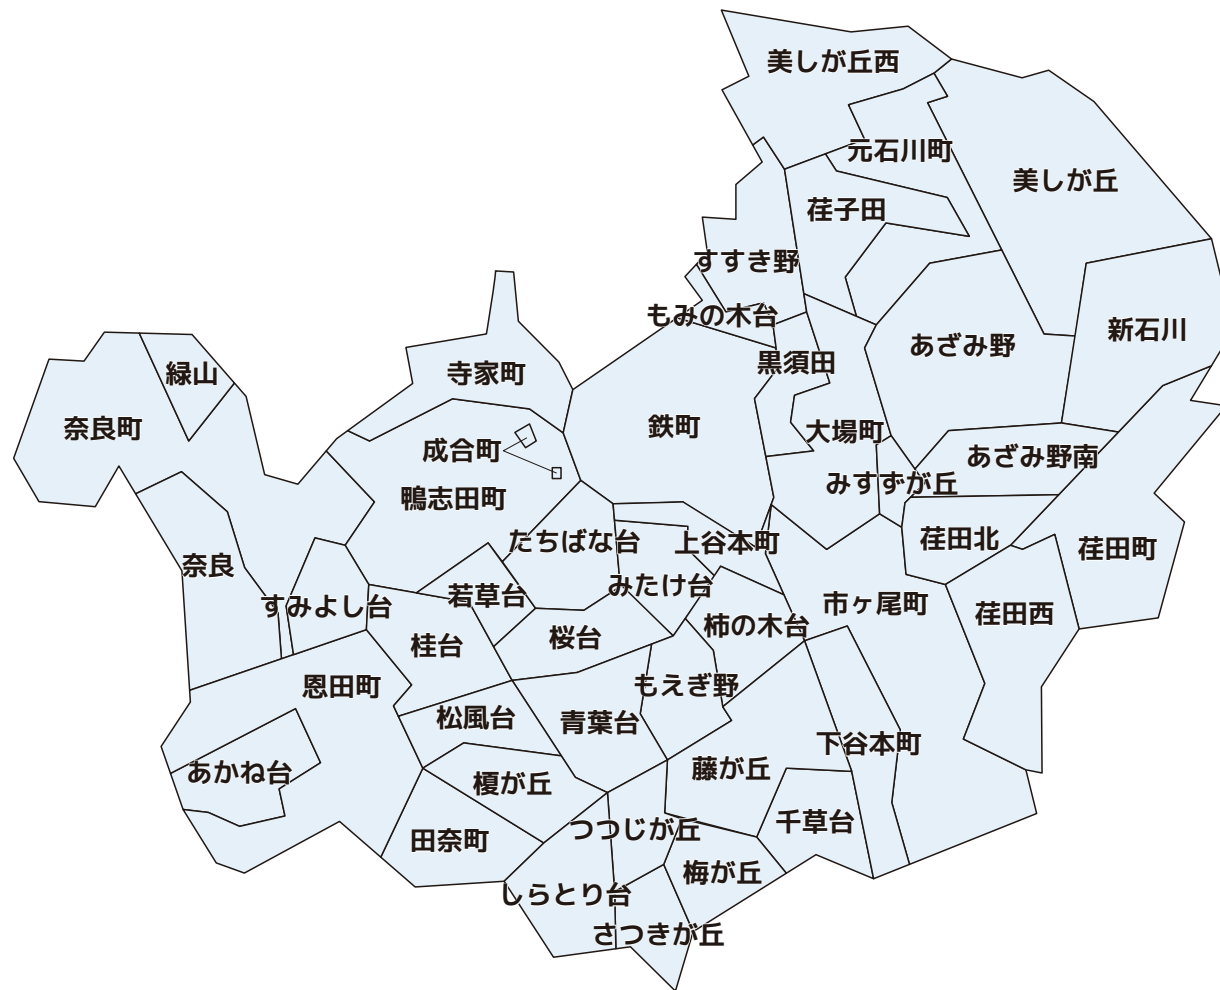 美しが丘西
元石川町
美しが丘
荏子田
すすき野
もみの木台
新石川
あざみ野
黒須田
緑山
寺家町
奈良町
鉄町
大場町
成合町
あざみ野南
みすずが丘
鴨志田町
荏田北
たちばな台
上谷本町
荏田町
奈良
みたけ台
若草台
すみよし台
市ヶ尾町
荏田西
柿の木台
桜台
桂台
恩田町
もえぎ野
松風台
青葉台
下谷本町
藤が丘
あかね台
榎が丘
千草台
つつじが丘
田奈町
梅が丘
しらとり台
さつきが丘